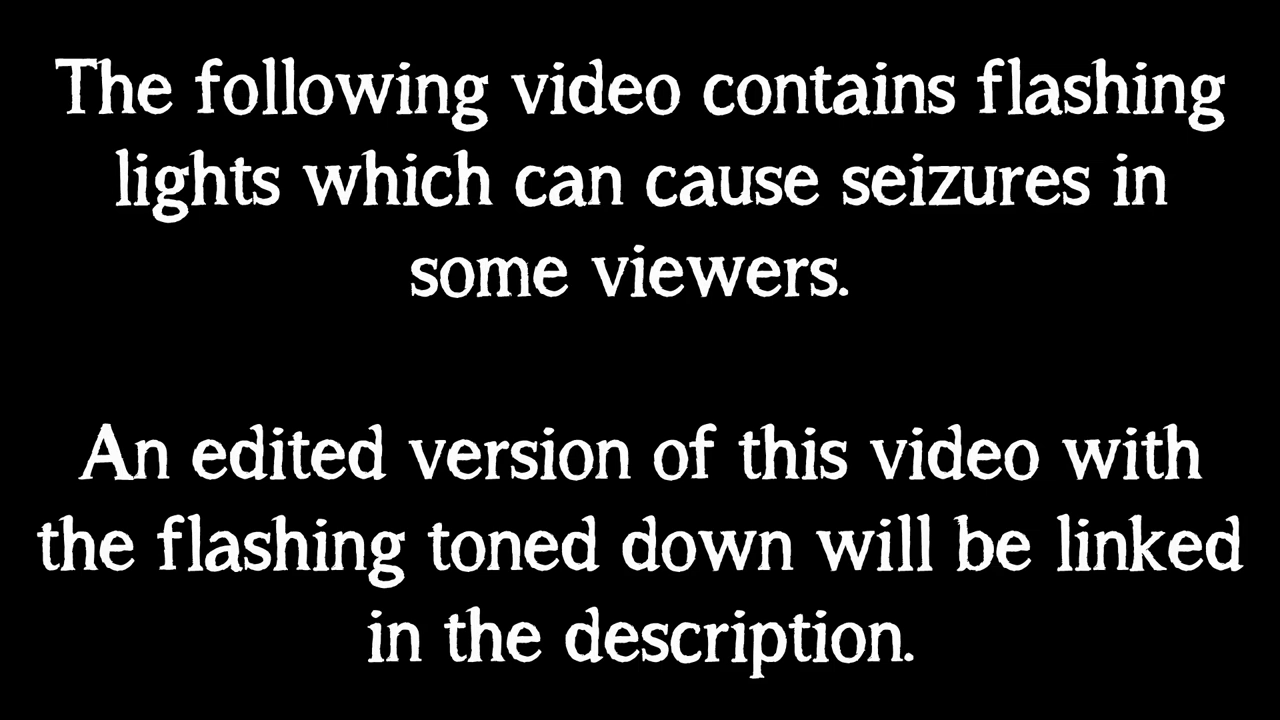 The following video contains flashing
lights which can cause seizures in
some viewers.
An edited version of this video with
the flashing toned down will be linked
in the description.